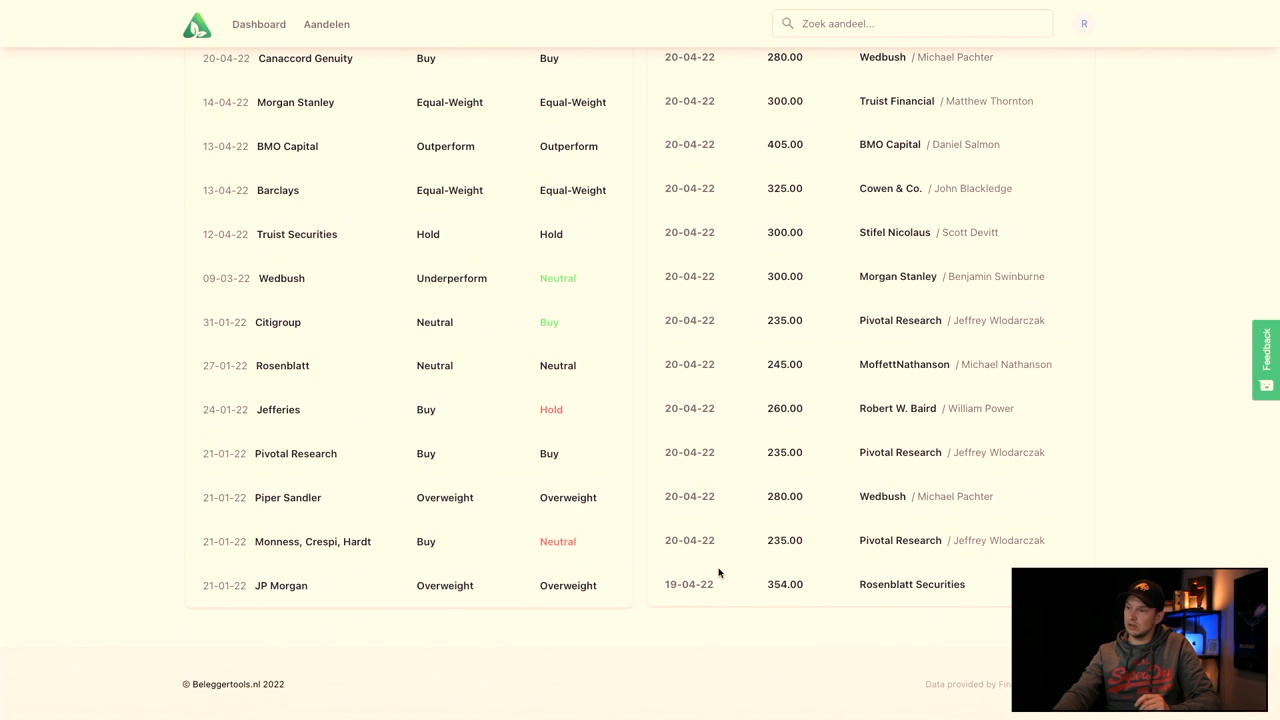 Dashboard Aandelen Zoek aandeel... R
20-04-22 Canaccord Genuity Buy Buy
14-04-22 Morgan Stanley Equal-Weight Equal-Weight
13-04-22 BMO Capital Outperform Outperform
13-04-22 Barclays Equal-Weight Equal-Weight
12-04-22 Truist Securities Hold Hold
09-03-22 Wedbush Underperform Neutral
31-01-22 Citigroup Neutral Buy
27-01-22 Rosenblatt Neutral Neutral
24-01-22 Jefferies Buy Hold
21-01-22 Pivotal Research Buy Buy
21-01-22 Piper Sandler Overweight Overweight
21-01-22 Monness, Crespi, Hardt Buy Neutral
21-01-22 JP Morgan Overweight Overweight
20-04-22 280.00 Wedbush / Michael Pachter
20-04-22 300.00 Truist Financial / Matthew Thornton
20-04-22 405.00 BMO Capital / Daniel Salmon
20-04-22 325.00 Cowen & Co. / John Blackledge
20-04-22 300.00 Stifel Nicolaus / Scott Devitt
20-04-22 300.00 Morgan Stanley / Benjamin Swinburne
20-04-22 235.00 Pivotal Research / Jeffrey Wlodarczak
20-04-22 245.00 MoffettNathanson / Michael Nathanson
20-04-22 260.00 Robert W. Baird / William Power
20-04-22 235.00 Pivotal Research / Jeffrey Wlodarczak
20-04-22 280.00 Wedbush / Michael Pachter
20-04-22 235.00 Pivotal Research / Jeffrey Wlodarczak
19-04-22 354.00 Rosenblatt Securities
Feedback
© Beleggertools.nl 2022
Data provided by Fin